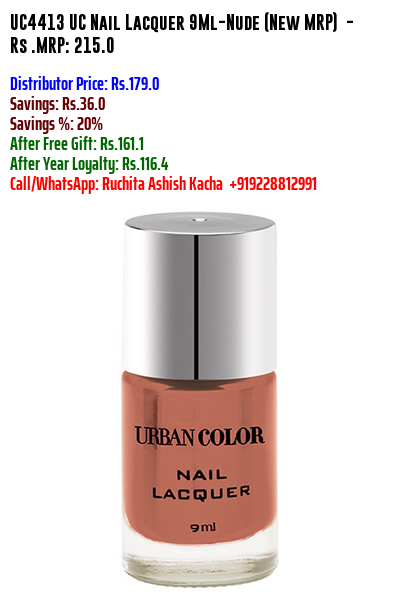 UC4413 UC Nail Lacquer 9Ml-Nude (New MRP) -
Rs .MRP: 215.0
Distributor Price: Rs.179.0
Savings: Rs.36.0
Savings %: 20%
After Free Gift: Rs.161.1
After Year Loyalty: Rs.116.4
Call/WhatsApp: Ruchita Ashish Kacha +919228812991
URBAN COLOR
NAIL
LACQUER
9ml